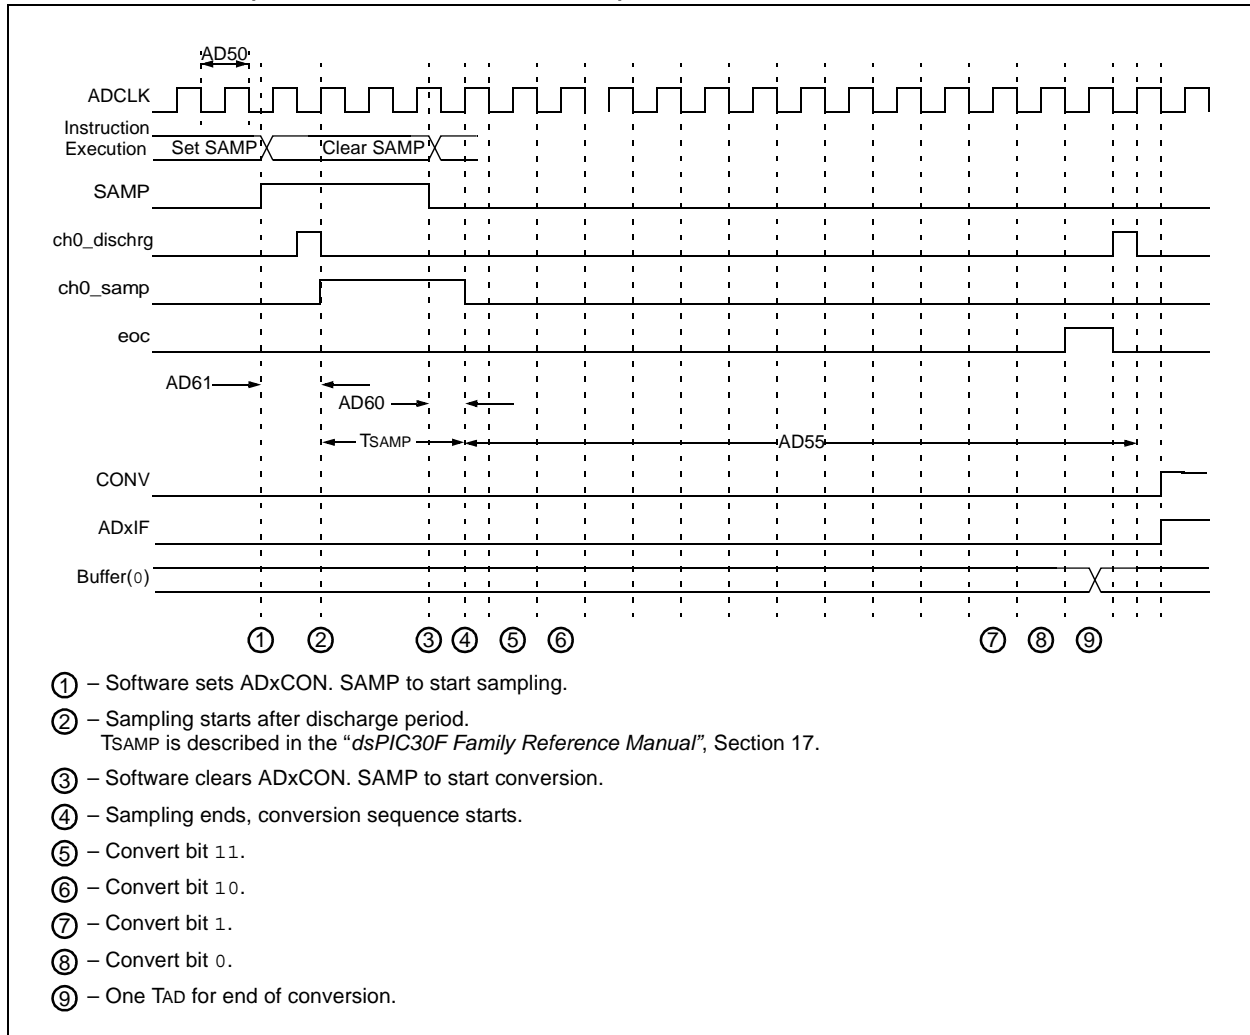 AD50
ADCLK
Instruction
Execution
Set SAMP
Clear SAMP
SAMP
ch0_dischrg
ch0_samp
eoc
AD61
AD60
TSAMP
AD55
CONV
ADxIF
Buffer(0)
1 2 3 4 5 6 7 8 9
1 – Software sets ADxCON. SAMP to start sampling.
2 – Sampling starts after discharge period.
TSAMP is described in the “dsPIC30F Family Reference Manual”, Section 17.
3 – Software clears ADxCON. SAMP to start conversion.
4 – Sampling ends, conversion sequence starts.
5 – Convert bit 11.
6 – Convert bit 10.
7 – Convert bit 1.
8 – Convert bit 0.
9 – One TAD for end of conversion.